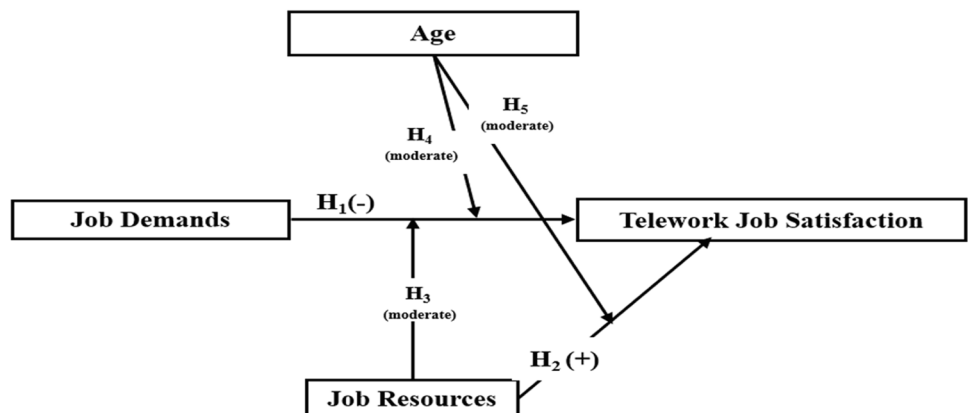 Age
H₅
(moderate)
H₄
(moderate)
H₁(-)
Job Demands
Telework Job Satisfaction
H₃
(moderate)
H₂ (+)
Job Resources